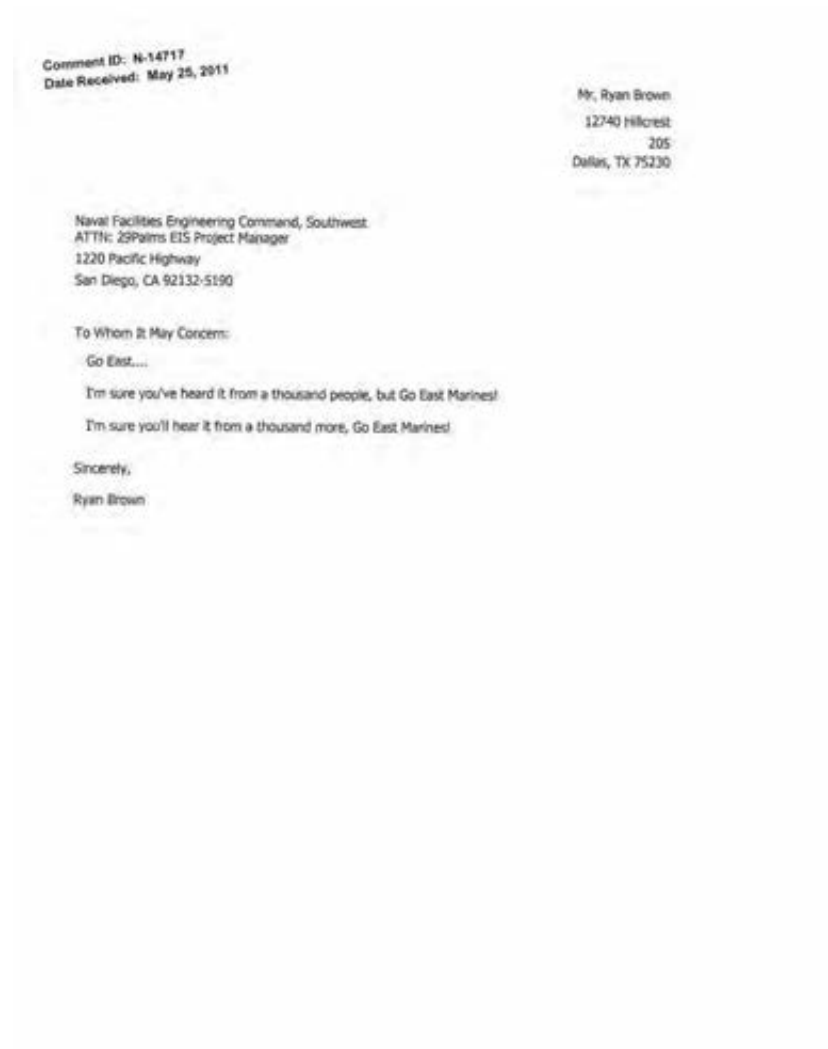 Comment ID: N-14717
Date Received: May 25, 2011
Mr. Ryan Brown
12740 Hillcrest
205
Dallas, TX 75230
Naval Facilities Engineering Command, Southwest
ATTN: 29Palms EIS Project Manager
1220 Pacific Highway
San Diego, CA 92132-5190
To Whom It May Concern:
Go East....
I'm sure you've heard it from a thousand people, but Go East Marines!
I'm sure you'll hear it from a thousand more, Go East Marines!
Sincerely,
Ryan Brown